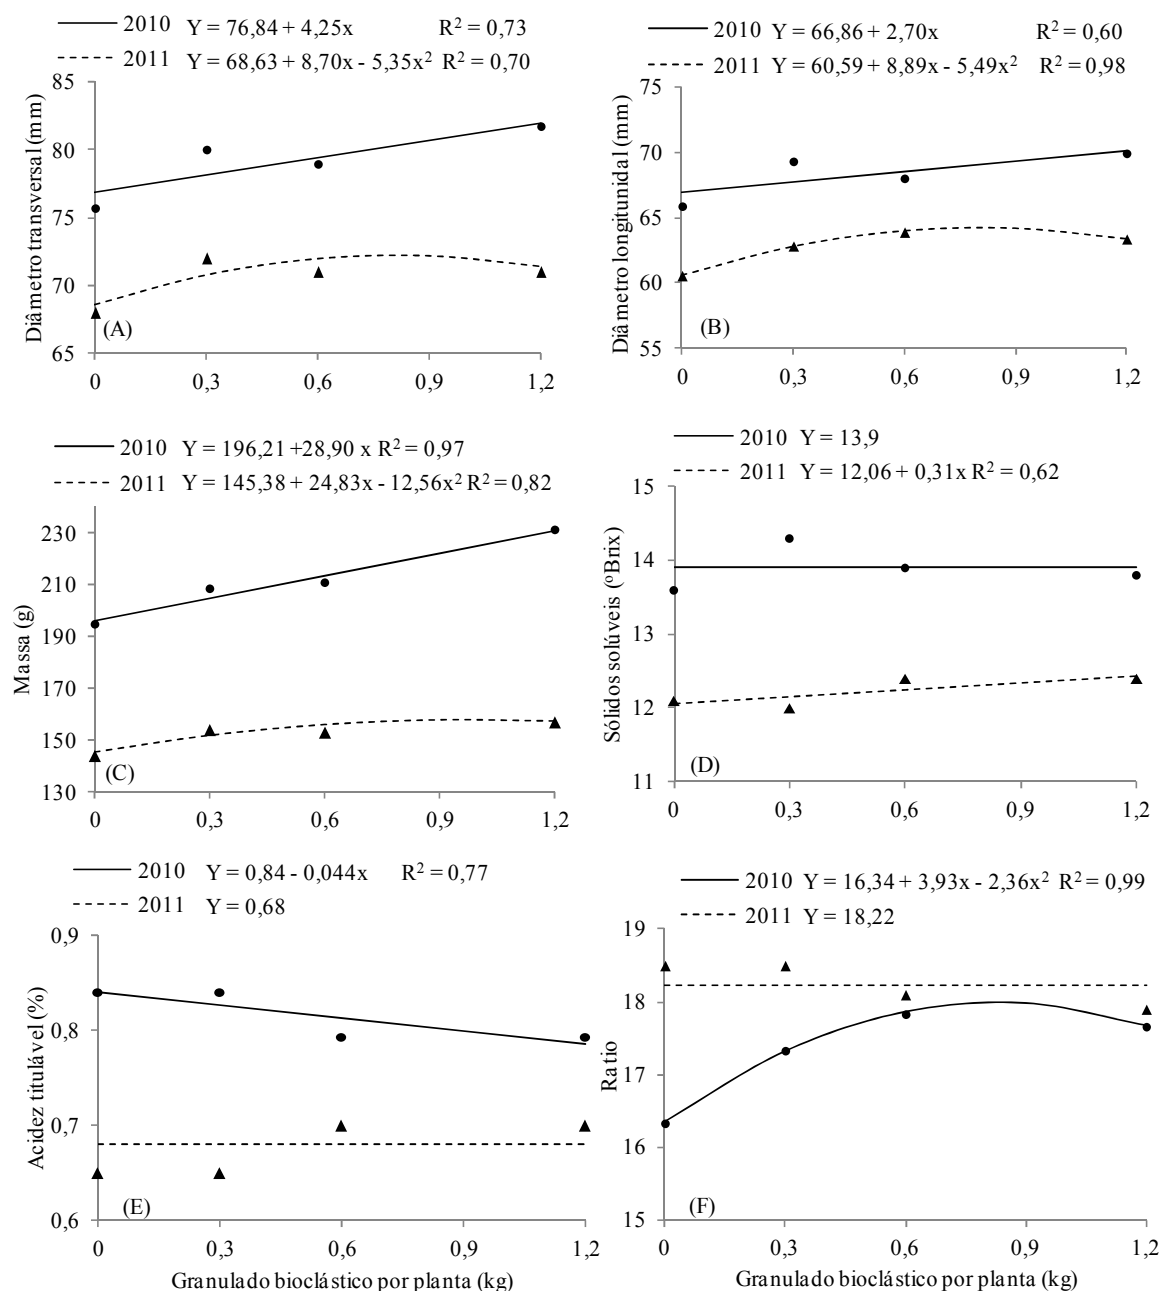 2010 Y = 76,84 + 4,25x R² = 0,73
2011 Y = 68,63 + 8,70x - 5,35x² R² = 0,70
Diâmetro transversal (mm)
85
80
75
70
65
(A)
0 0,3 0,6 0,9 1,2
2010 Y = 66,86 + 2,70x R² = 0,60
2011 Y = 60,59 + 8,89x - 5,49x² R² = 0,98
Diâmetro longitunidal (mm)
75
70
65
60
55
(B)
0 0,3 0,6 0,9 1,2
2010 Y = 196,21 +28,90 x R² = 0,97
2011 Y = 145,38 + 24,83x - 12,56x² R² = 0,82
Massa (g)
230
210
190
170
150
130
(C)
0 0,3 0,6 0,9 1,2
2010 Y = 13,9
2011 Y = 12,06 + 0,31x R² = 0,62
Sólidos solúveis (ºBrix)
15
14
13
12
11
(D)
0 0,3 0,6 0,9 1,2
2010 Y = 0,84 - 0,044x R² = 0,77
2011 Y = 0,68
Acidez titulável (%)
0,9
0,8
0,7
0,6
(E)
0 0,3 0,6 0,9 1,2
Granulado bioclástico por planta (kg)
2010 Y = 16,34 + 3,93x - 2,36x² R² = 0,99
2011 Y = 18,22
Ratio
19
18
17
16
15
(F)
0 0,3 0,6 0,9 1,2
Granulado bioclástico por planta (kg)